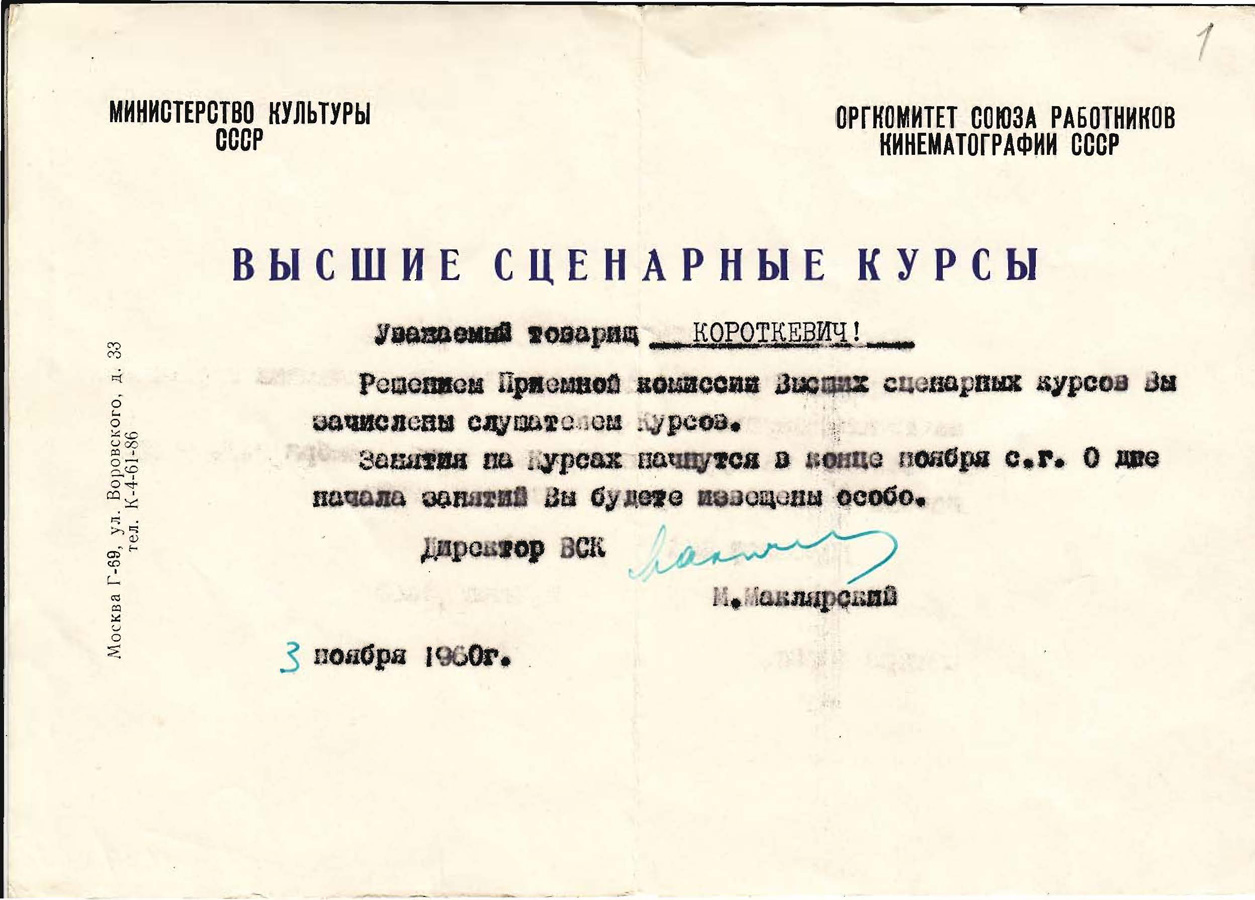 1
МИНИСТЕРСТВО КУЛЬТУРЫ
СССР
ОРГКОМИТЕТ СОЮЗА РАБОТНИКОВ
КИНЕМАТОГРАФИИ СССР
ВЫСШИЕ СЦЕНАРНЫЕ КУРСЫ
Уважаемый товарищ КОРОТКЕВИЧ!
Решением Приемной комиссии Высших сценарных курсов Вы
зачислены слушателем Курсов.
Занятия на Курсах начнутся в конце ноября с.г. О дне
начала занятий Вы будете извещены особо.
Директор ВСК
М.Маклярский
3 ноября 1960г.
Москва Г-69, ул. Воровского, д. 33
тел. К-4-61-86